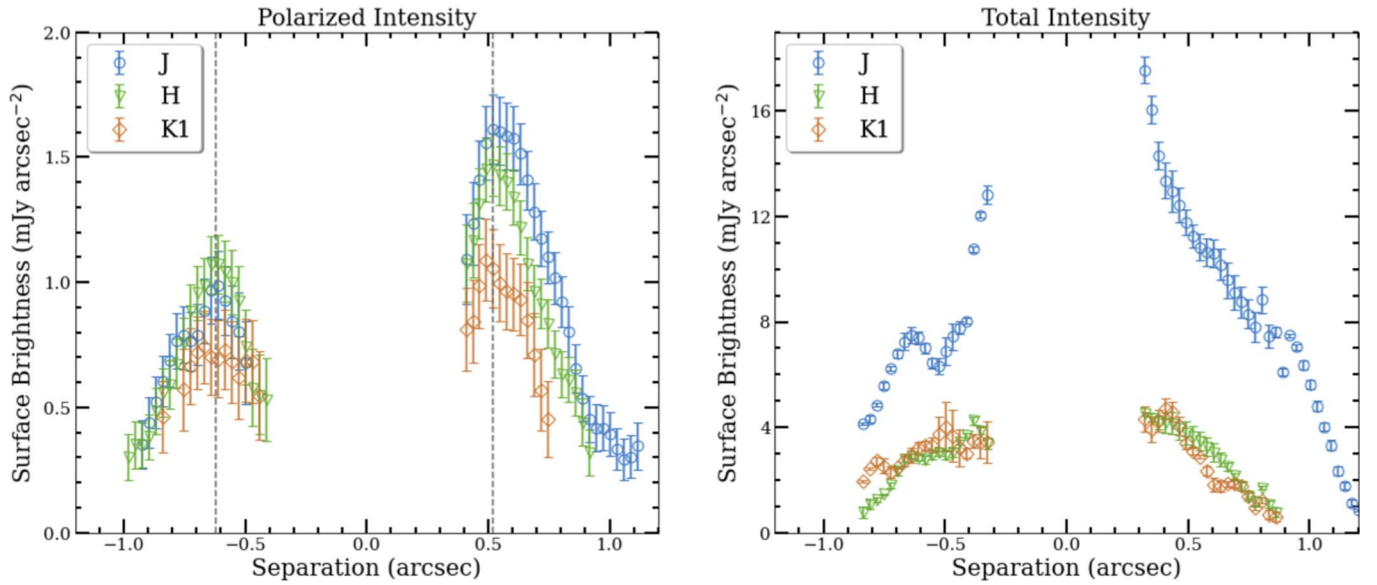 Polarized Intensity
2.0
1.5
1.0
0.5
0.0
Surface Brightness (mJy arcsec⁻²)
J
H
K1
−1.0
−0.5
0.0
0.5
1.0
Separation (arcsec)
Total Intensity
16
12
8
4
0
Surface Brightness (mJy arcsec⁻²)
J
H
K1
−1.0
−0.5
0.0
0.5
1.0
Separation (arcsec)